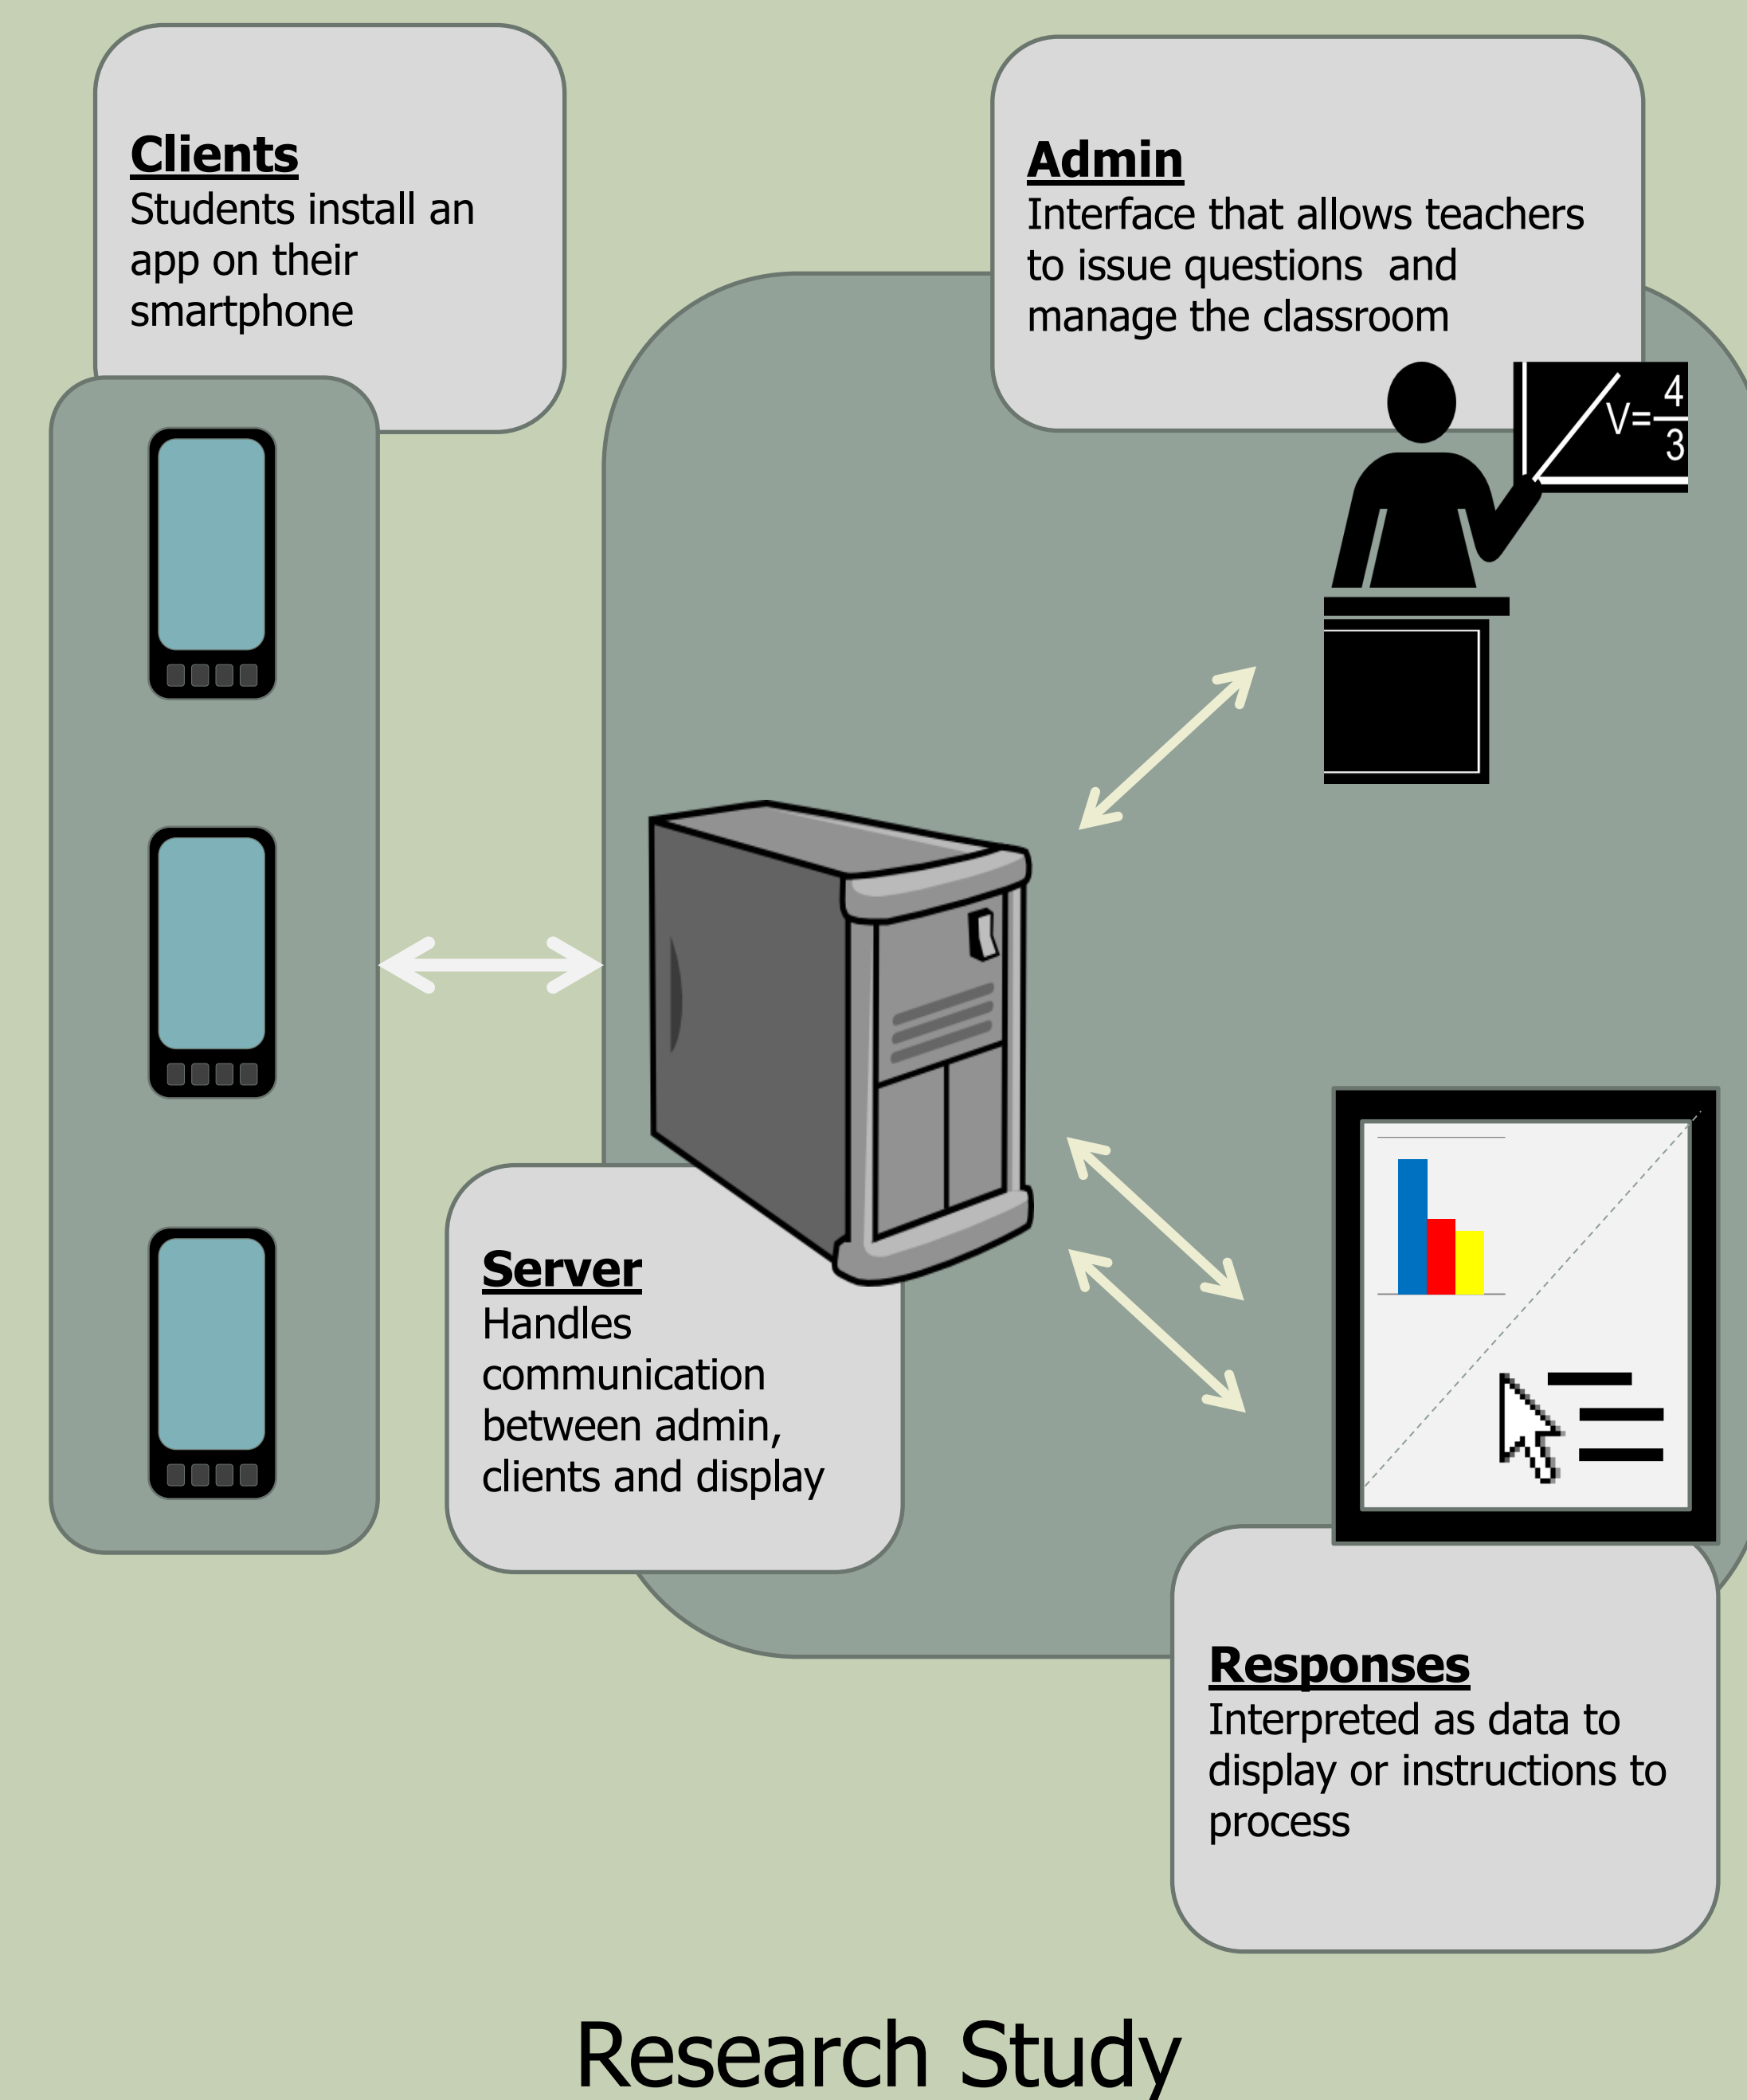 Clients
Students install an
app on their
smartphone
Admin
Interface that allows teachers
to issue questions  and
manage the classroom
V=4/3
Server
Handles
communication
between admin,
clients and display
Responses
Interpreted as data to
display or instructions to
process
Research Study